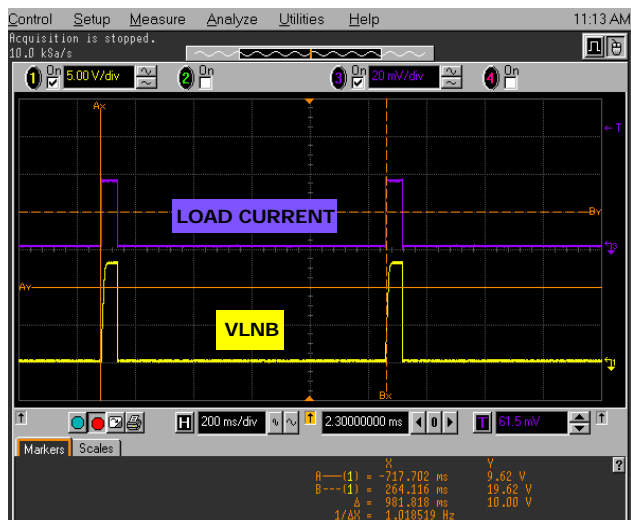 Control Setup Measure Analyze Utilities Help 11:13 AM
Acquisition is stopped.
10.0 kSa/s
1 On 5.00 V/div 2 On 3 On 20 mV/div 4 On
Ax
T
LOAD CURRENT
By
3
Ay
VLNB
1
Bx
H 200 ms/div 2.30000000 ms 0 T 61.5 mV
Markers Scales
X Y
A---(1) = -717.702 ms 9.62 V
B---(1) = 264.116 ms 19.62 V
Δ = 981.818 ms 10.00 V
1/ΔX = 1.018519 Hz
?